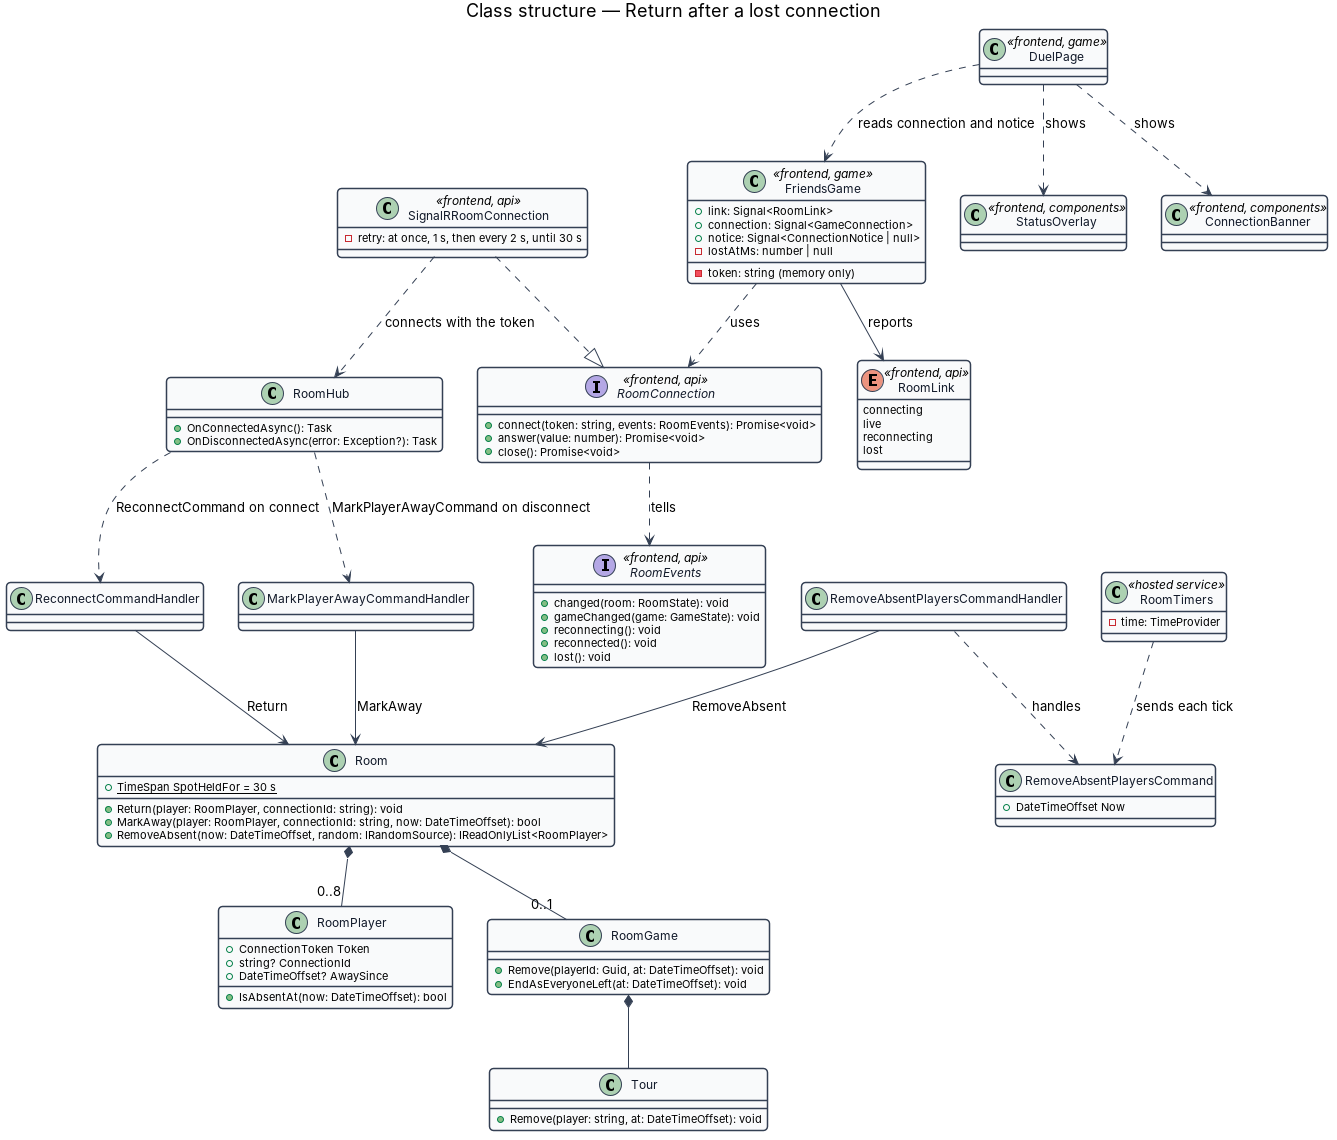 Class structure — Return after a lost connection
«frontend, game»
DuelPage
reads connection and notice
shows
shows
«frontend, game»
FriendsGame
link: Signal<RoomLink>
connection: Signal<GameConnection>
notice: Signal<ConnectionNotice | null>
lostAtMs: number | null
token: string (memory only)
«frontend, components»
StatusOverlay
«frontend, components»
ConnectionBanner
«frontend, api»
SignalRRoomConnection
retry: at once, 1 s, then every 2 s, until 30 s
connects with the token
uses
reports
RoomHub
OnConnectedAsync(): Task
OnDisconnectedAsync(error: Exception?): Task
«frontend, api»
RoomConnection
connect(token: string, events: RoomEvents): Promise<void>
answer(value: number): Promise<void>
close(): Promise<void>
«frontend, api»
RoomLink
connecting
live
reconnecting
lost
ReconnectCommand on connect
MarkPlayerAwayCommand on disconnect
tells
ReconnectCommandHandler
MarkPlayerAwayCommandHandler
«frontend, api»
RoomEvents
changed(room: RoomState): void
gameChanged(game: GameState): void
reconnecting(): void
reconnected(): void
lost(): void
RemoveAbsentPlayersCommandHandler
«hosted service»
RoomTimers
time: TimeProvider
Return
MarkAway
RemoveAbsent
handles
sends each tick
Room
TimeSpan SpotHeldFor = 30 s
Return(player: RoomPlayer, connectionId: string): void
MarkAway(player: RoomPlayer, connectionId: string, now: DateTimeOffset): bool
RemoveAbsent(now: DateTimeOffset, random: IRandomSource): IReadOnlyList<RoomPlayer>
RemoveAbsentPlayersCommand
DateTimeOffset Now
0..8
0..1
RoomPlayer
ConnectionToken Token
string? ConnectionId
DateTimeOffset? AwaySince
IsAbsentAt(now: DateTimeOffset): bool
RoomGame
Remove(playerId: Guid, at: DateTimeOffset): void
EndAsEveryoneLeft(at: DateTimeOffset): void
Tour
Remove(player: string, at: DateTimeOffset): void